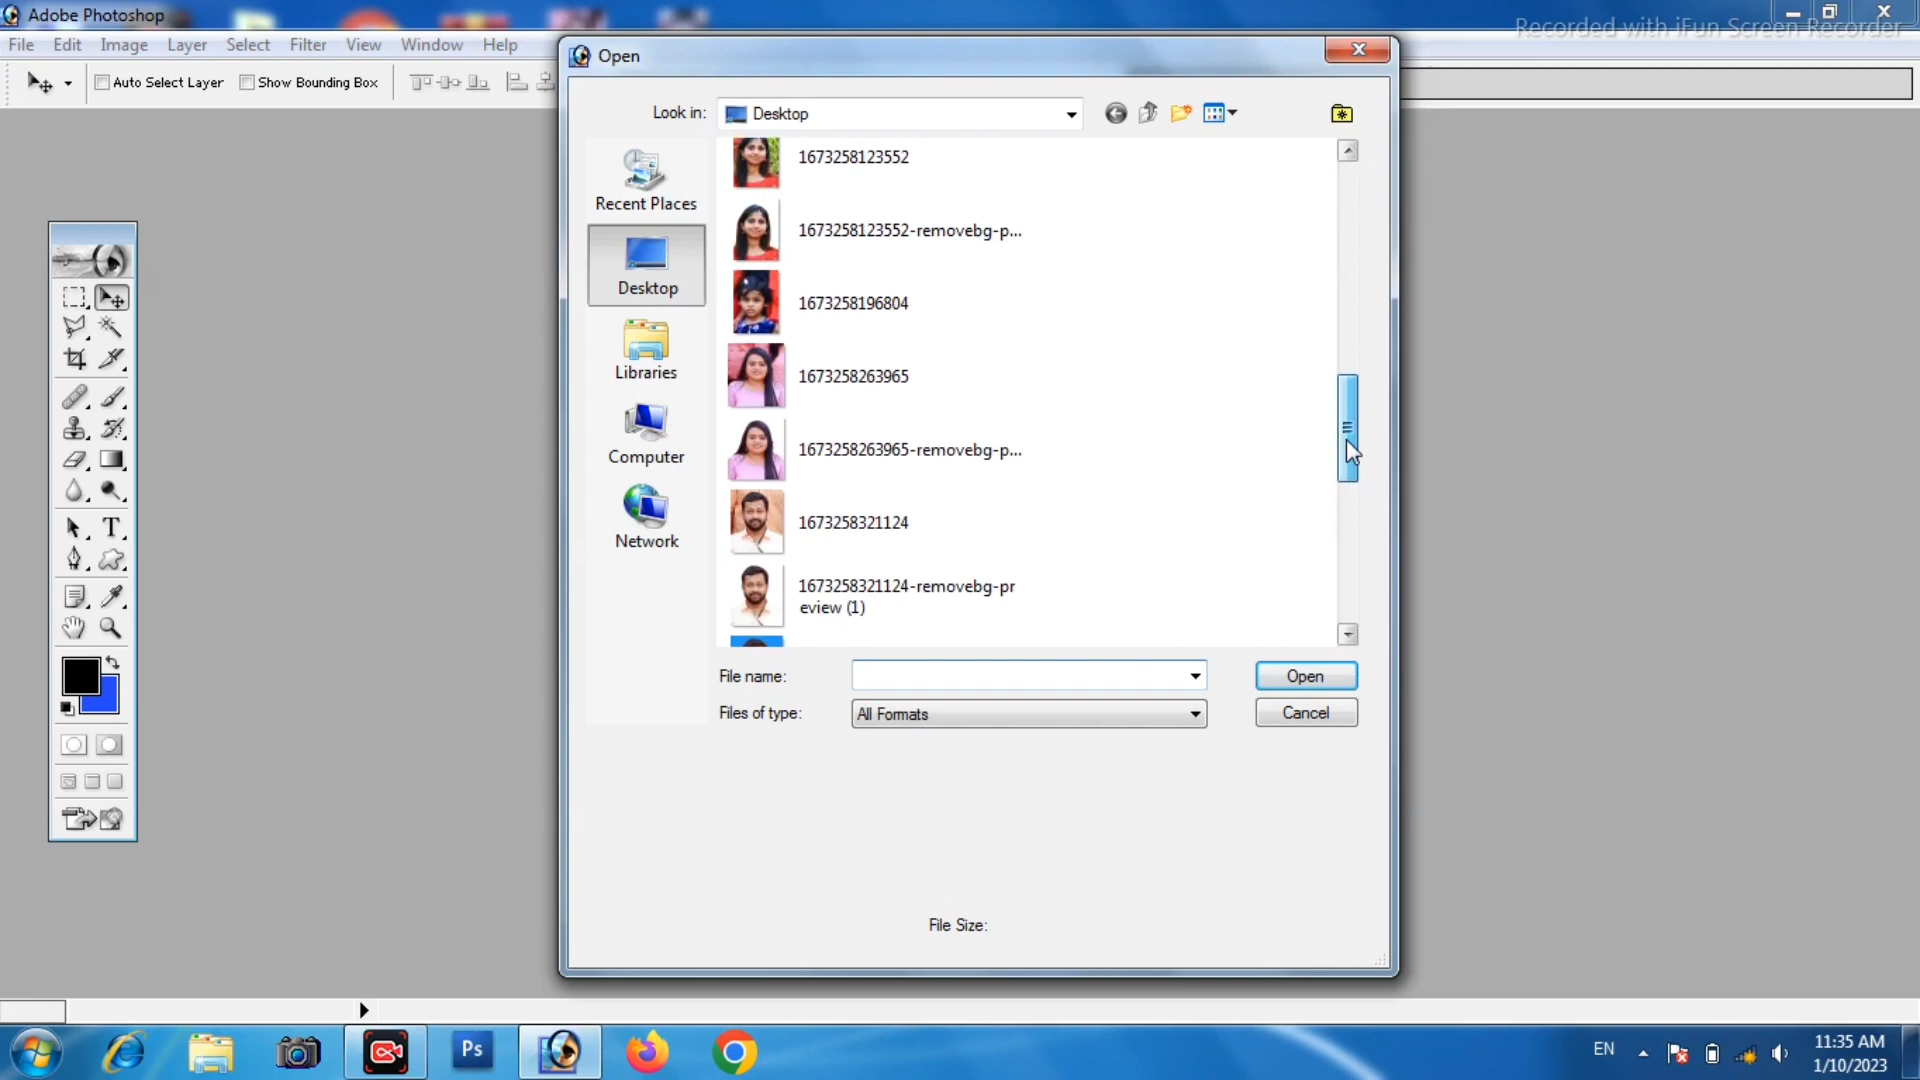 Adobe Photoshop
Recorded with iFun Screen Recorder
File Edit Image Layer Select Filter View Window Help
Open
Auto Select Layer
Show Bounding Box
Look in:
Desktop
Recent Places
Desktop
Libraries
Computer
Network
1673258123552
1673258123552-removebg-p...
1673258196804
1673258263965
1673258263965-removebg-p...
1673258321124
1673258321124-removebg-pr
eview (1)
File name:
Open
Files of type:
All Formats
Cancel
File Size:
T
Ps
EN
11:35 AM
1/10/2023